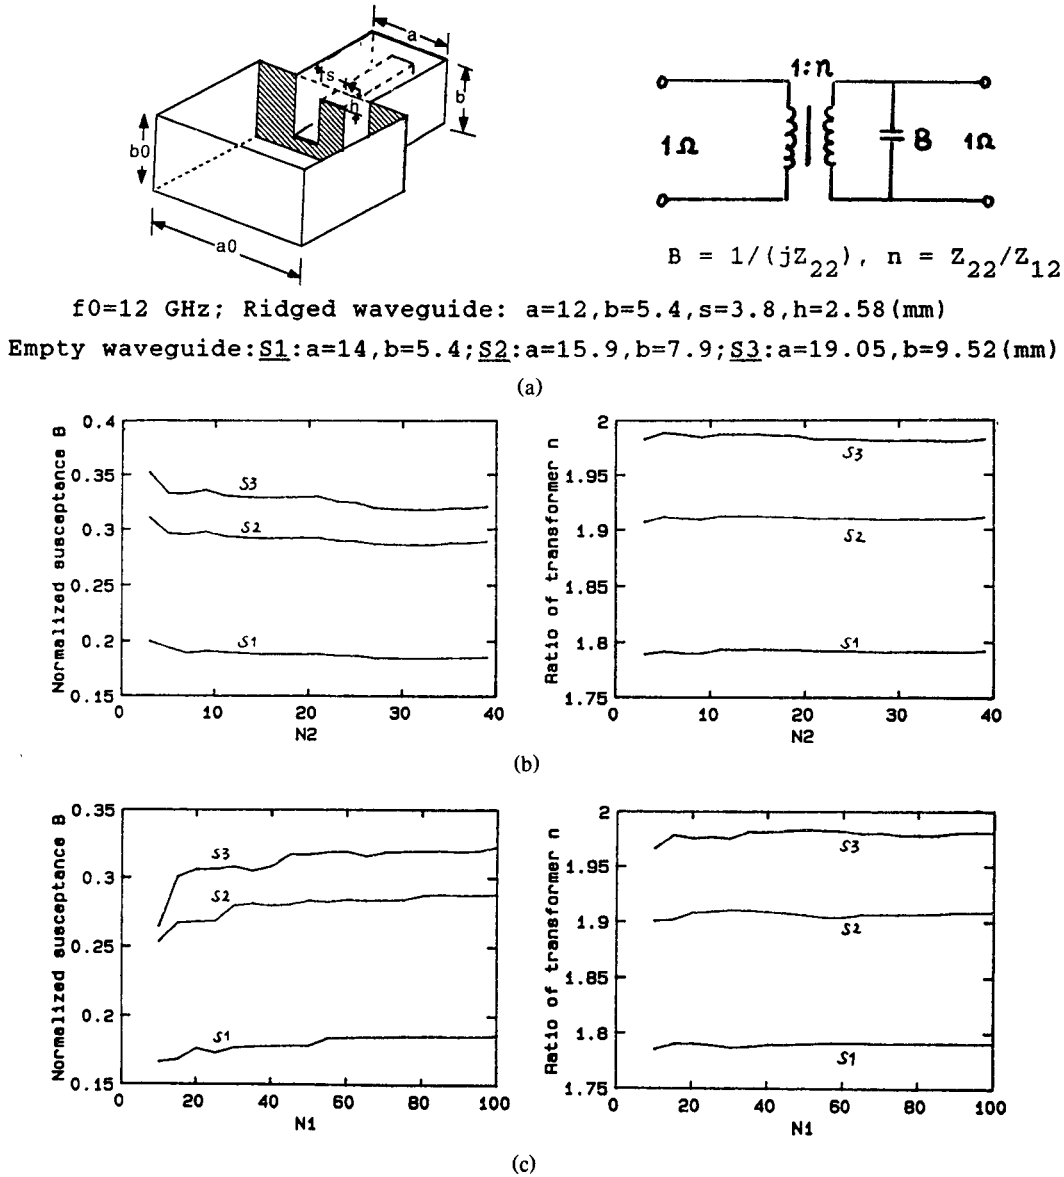 a
s
h
b
b0
a0
1:n
1Ω
B
1Ω
B = 1/(jZ22), n = Z22/Z12
f0=12 GHz; Ridged waveguide: a=12,b=5.4,s=3.8,h=2.58(mm)
Empty waveguide:S1:a=14,b=5.4;S2:a=15.9,b=7.9;S3:a=19.05,b=9.52(mm)
(a)
Normalized susceptance B
0.4
0.35
0.3
0.25
0.2
0.15
S3
S2
S1
0 10 20 30 40
N2
Ratio of transformer n
2
1.95
1.9
1.85
1.8
1.75
S3
S2
S1
0 10 20 30 40
N2
(b)
Normalized susceptance B
0.35
0.3
0.25
0.2
0.15
S3
S2
S1
0 20 40 60 80 100
N1
Ratio of transformer n
2
1.95
1.9
1.85
1.8
1.75
S3
S2
S1
0 20 40 60 80 100
N1
(c)